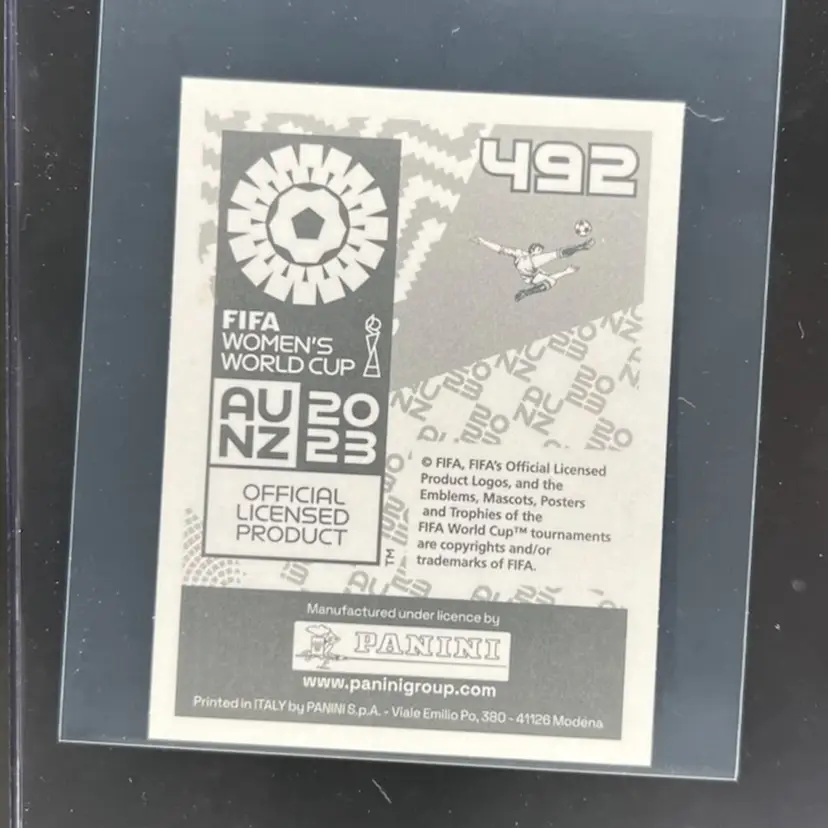 492
FIFA
WOMEN'S
WORLD CUP
AU 20
NZ 23
OFFICIAL
LICENSED
PRODUCT
TM
© FIFA, FIFA's Official Licensed
Product Logos, and the
Emblems, Mascots, Posters
and Trophies of the
FIFA World Cup™ tournaments
are copyrights and/or
trademarks of FIFA.
Manufactured under licence by
PANINI
www.paninigroup.com
Printed in ITALY by PANINI S.p.A. - Viale Emilio Po, 380 - 41126 Modena